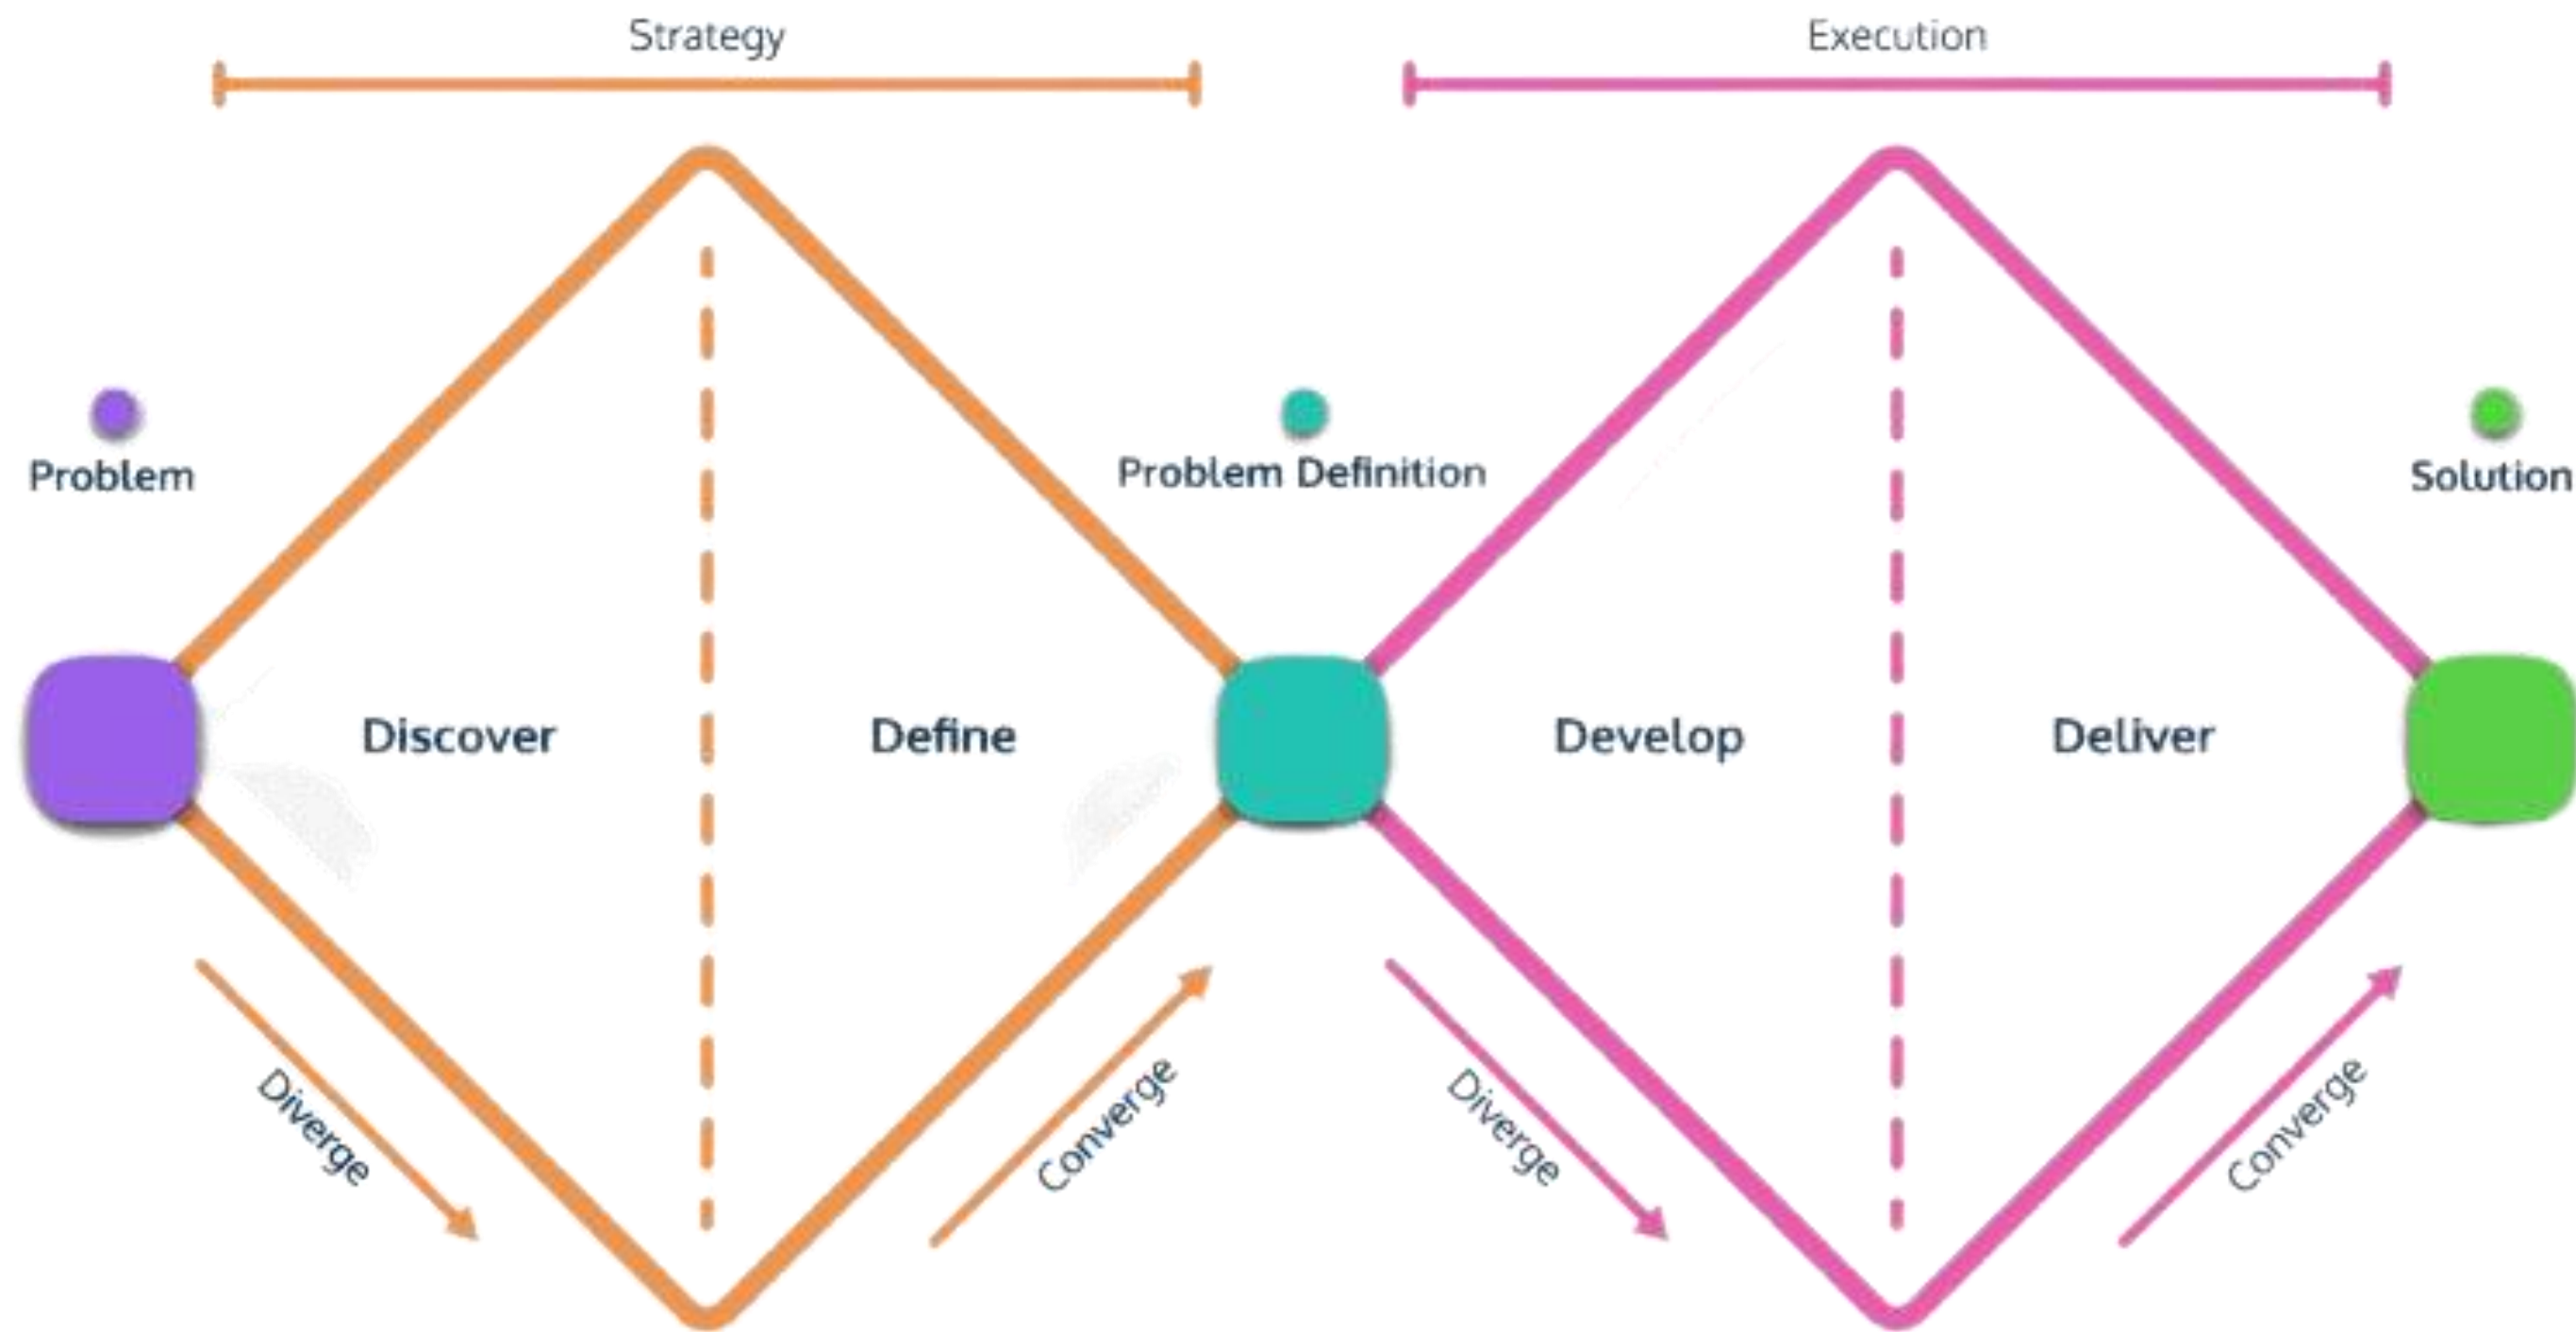 Strategy
Execution
Problem
Problem Definition
Solution
Discover
Define
Develop
Deliver
Diverge
Converge
Diverge
Converge